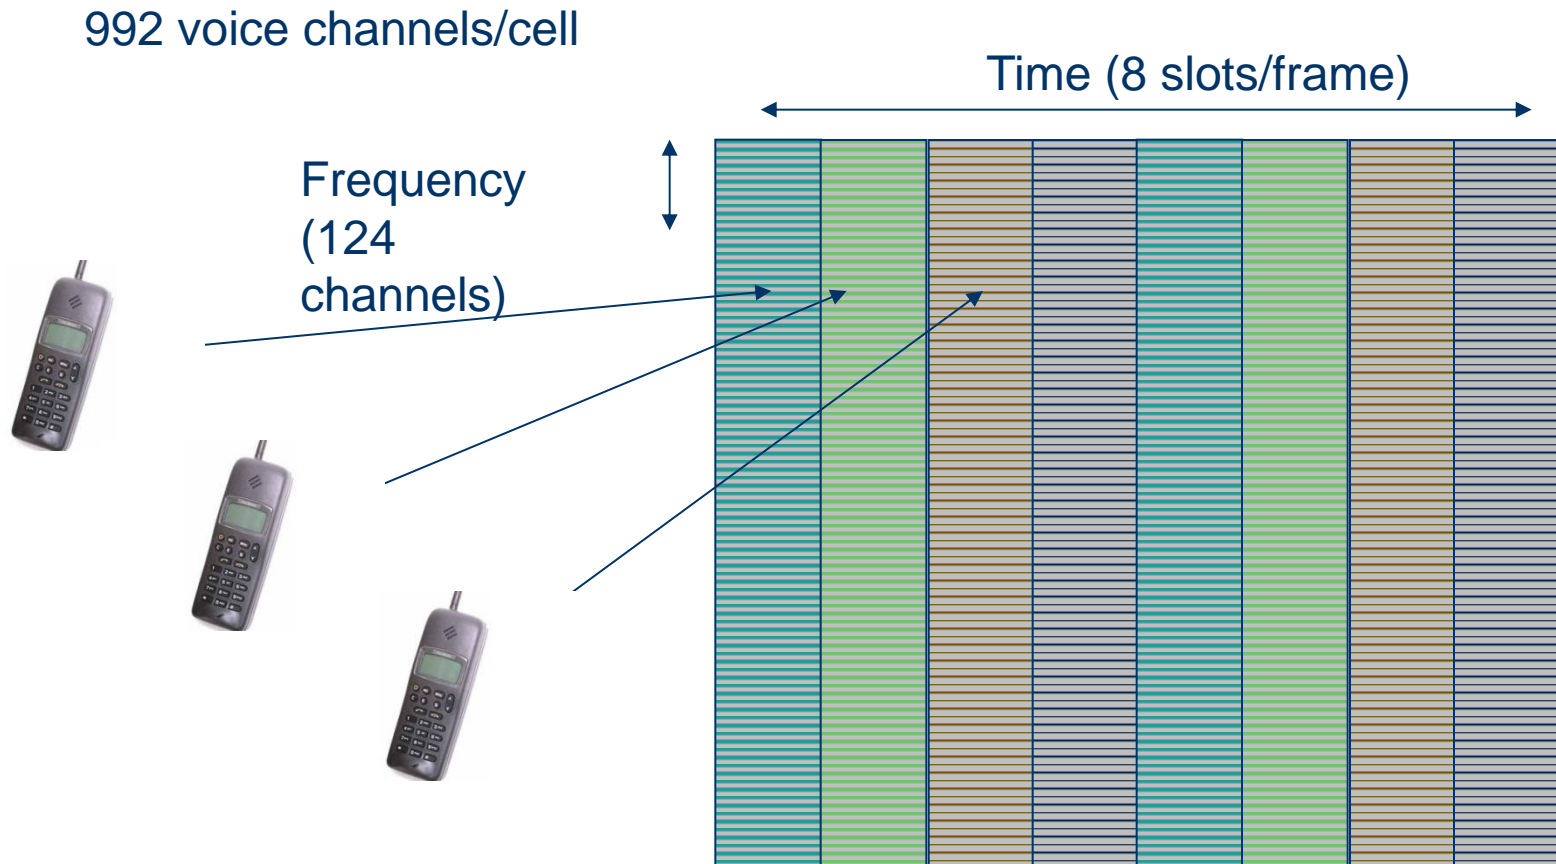 992 voice channels/cell
Time (8 slots/frame)
Frequency
(124
channels)